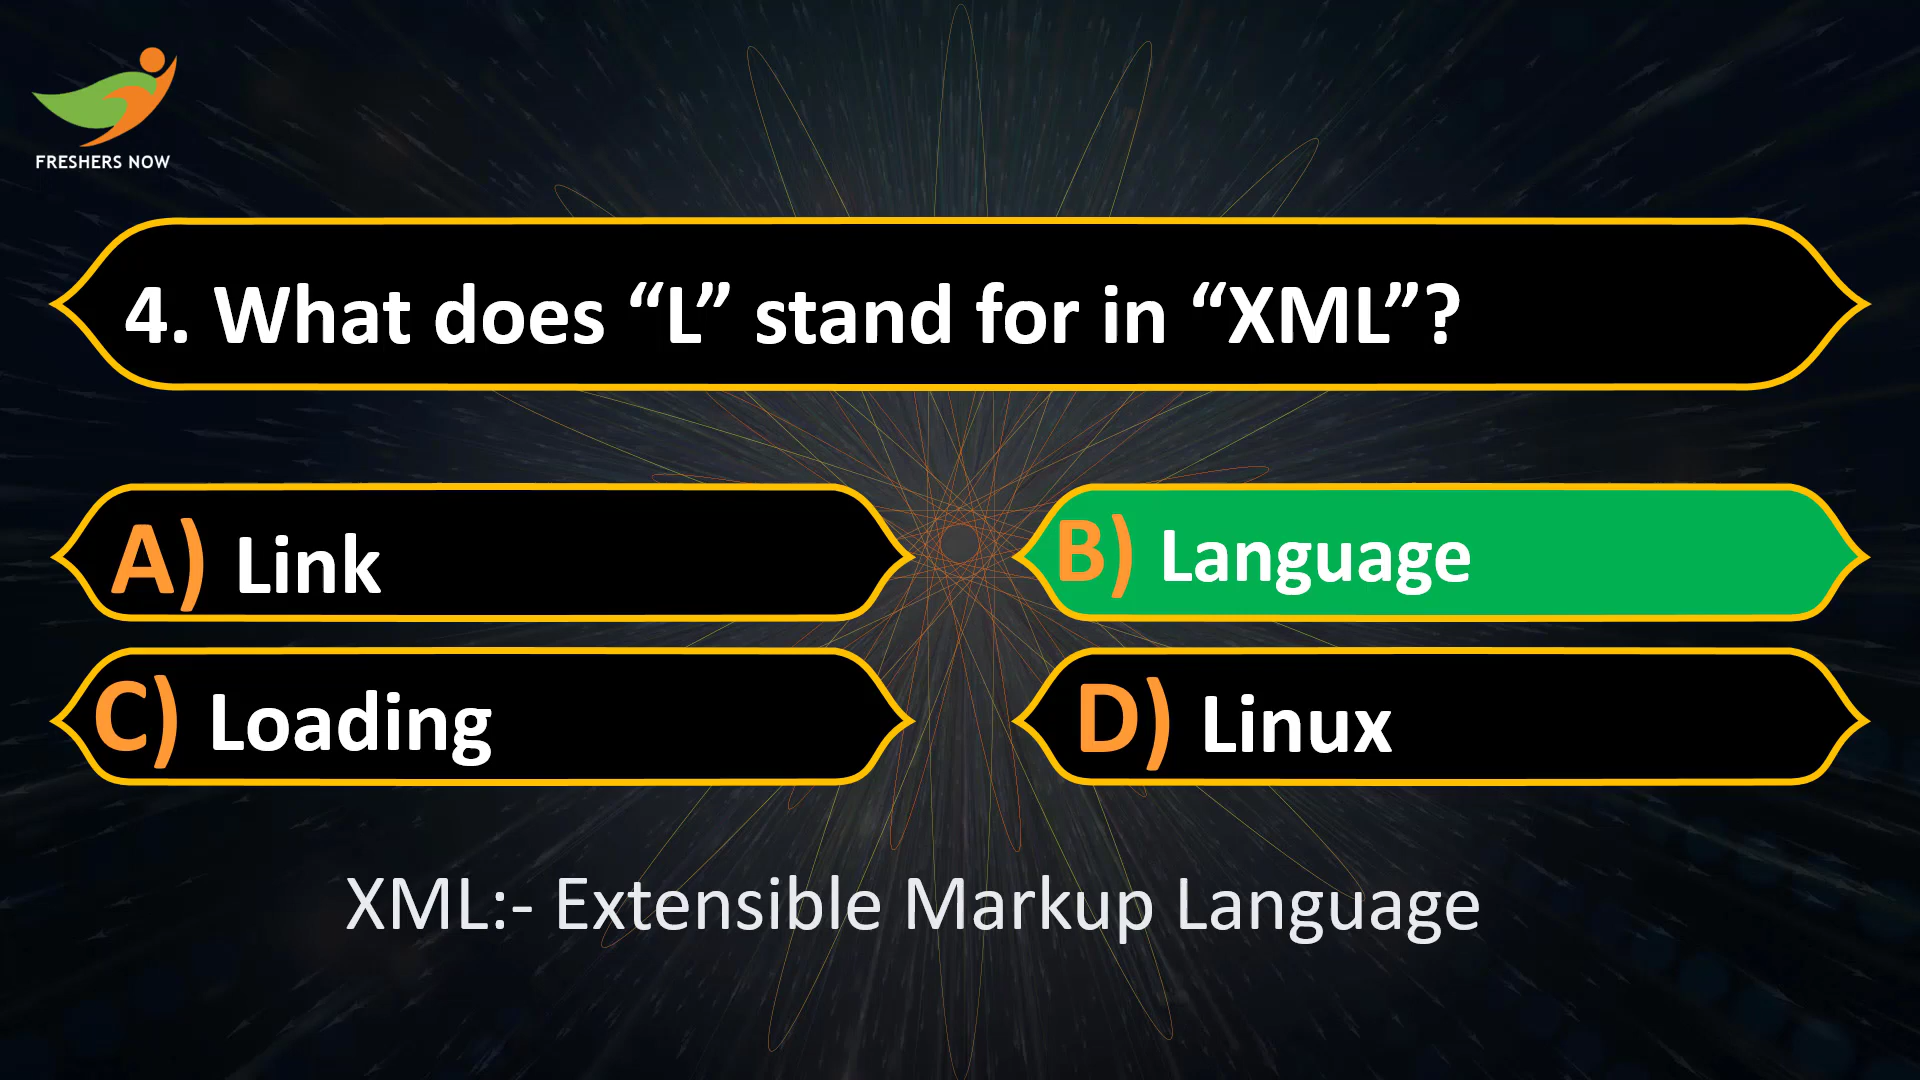 FRESHERS NOW
4. What does “L” stand for in “XML”?
A) Link
B) Language
C) Loading
D) Linux
XML:- Extensible Markup Language